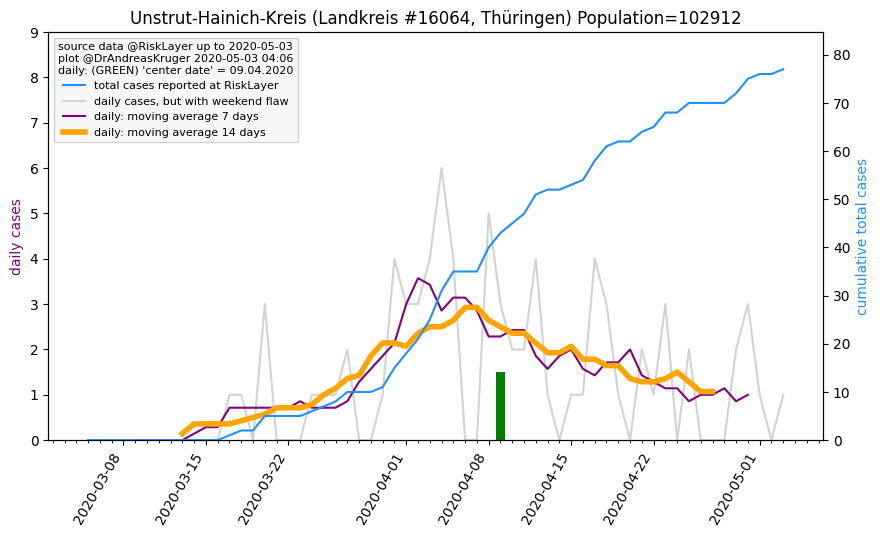 Unstrut-Hainich-Kreis (Landkreis #16064, Thüringen) Population=102912
source data @RiskLayer up to 2020-05-03
plot @DrAndreasKruger 2020-05-03 04:06
daily: (GREEN) 'center date' = 09.04.2020
total cases reported at RiskLayer
daily cases, but with weekend flaw
daily: moving average 7 days
daily: moving average 14 days
daily cases
9
8
7
6
5
4
3
2
1
0
80
70
60
50
40
30
20
10
0
cumulative total cases
2020-03-08
2020-03-15
2020-03-22
2020-04-01
2020-04-08
2020-04-15
2020-04-22
2020-05-01